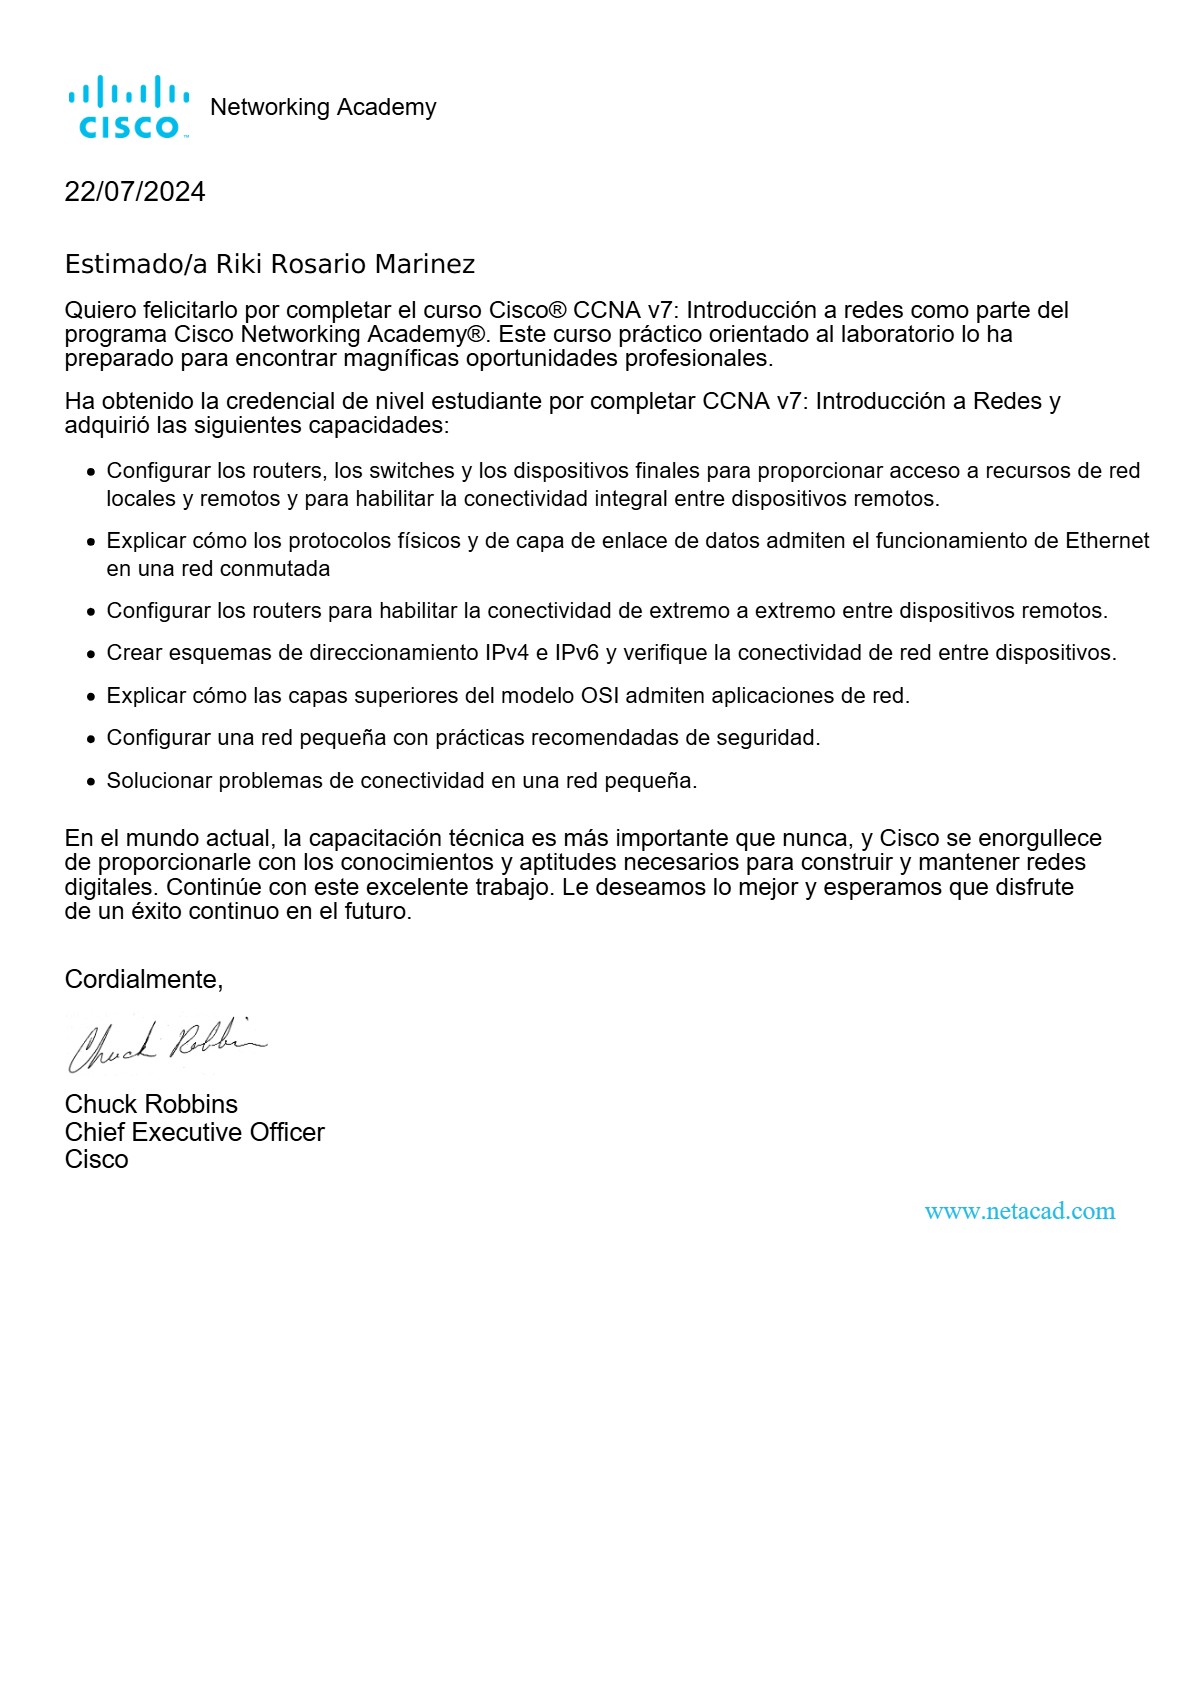 CISCO™
Networking Academy
22/07/2024
Estimado/a Riki Rosario Marinez
Quiero felicitarlo por completar el curso Cisco® CCNA v7: Introducción a redes como parte del
programa Cisco Networking Academy®. Este curso práctico orientado al laboratorio lo ha
preparado para encontrar magníficas oportunidades profesionales.
Ha obtenido la credencial de nivel estudiante por completar CCNA v7: Introducción a Redes y
adquirió las siguientes capacidades:
• Configurar los routers, los switches y los dispositivos finales para proporcionar acceso a recursos de red
locales y remotos y para habilitar la conectividad integral entre dispositivos remotos.
• Explicar cómo los protocolos físicos y de capa de enlace de datos admiten el funcionamiento de Ethernet
en una red conmutada
• Configurar los routers para habilitar la conectividad de extremo a extremo entre dispositivos remotos.
• Crear esquemas de direccionamiento IPv4 e IPv6 y verifique la conectividad de red entre dispositivos.
• Explicar cómo las capas superiores del modelo OSI admiten aplicaciones de red.
• Configurar una red pequeña con prácticas recomendadas de seguridad.
• Solucionar problemas de conectividad en una red pequeña.
En el mundo actual, la capacitación técnica es más importante que nunca, y Cisco se enorgullece
de proporcionarle con los conocimientos y aptitudes necesarios para construir y mantener redes
digitales. Continúe con este excelente trabajo. Le deseamos lo mejor y esperamos que disfrute
de un éxito continuo en el futuro.
Cordialmente,
Chuck Robbins
Chuck Robbins
Chief Executive Officer
Cisco
www.netacad.com